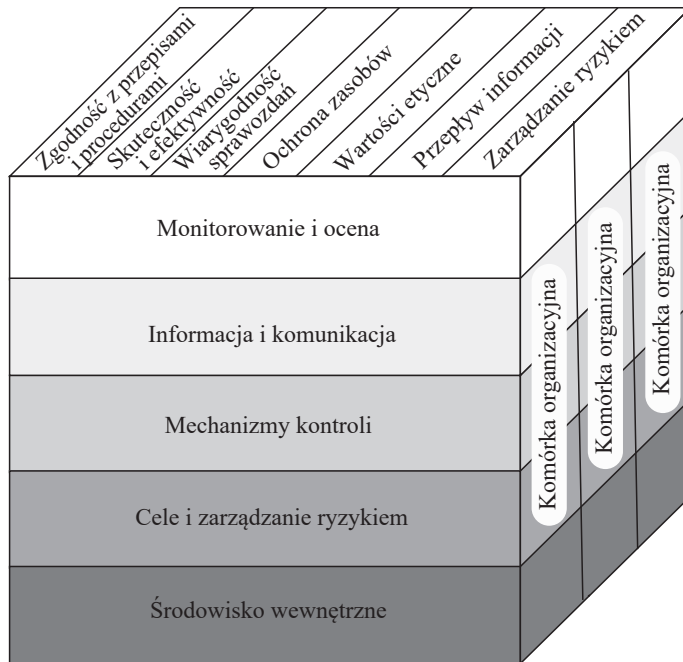 Zgodność z przepisami
i procedurami
Skuteczność
i efektywność
Wiarygodność
sprawozdań
Ochrona zasobów
Wartości etyczne
Przepływ informacji
Zarządzanie ryzykiem
Monitorowanie i ocena
Informacja i komunikacja
Mechanizmy kontroli
Cele i zarządzanie ryzykiem
Środowisko wewnętrzne
Komórka organizacyjna
Komórka organizacyjna
Komórka organizacyjna